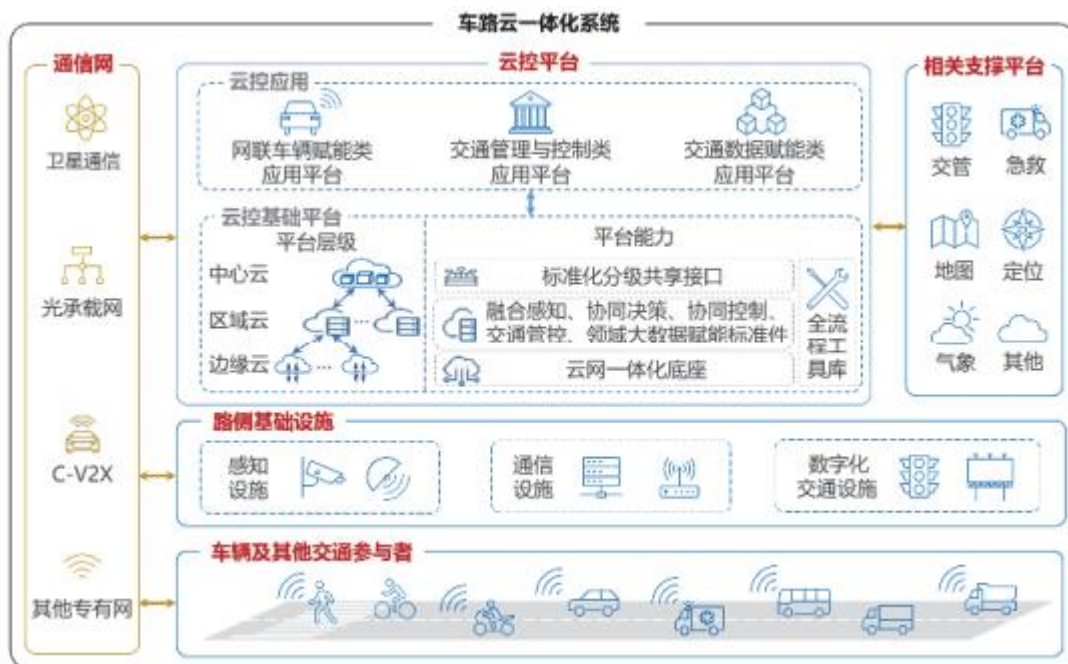 车路云一体化系统
通信网
卫星通信
光承载网
C-V2X
其他专有网
云控平台
云控应用
网联车辆赋能类
应用平台
交通管理与控制类
应用平台
交通数据赋能类
应用平台
云控基础平台
平台层级
中心云
区域云
边缘云
...
...
平台能力
标准化分级共享接口
融合感知、协同决策、协同控制、
交通管控、领域大数据赋能标准件
云网一体化底座
全流
程工
具库
相关支撑平台
交管
急救
地图
定位
气象
其他
路侧基础设施
感知
设施
通信
设施
数字化
交通设施
车辆及其他交通参与者